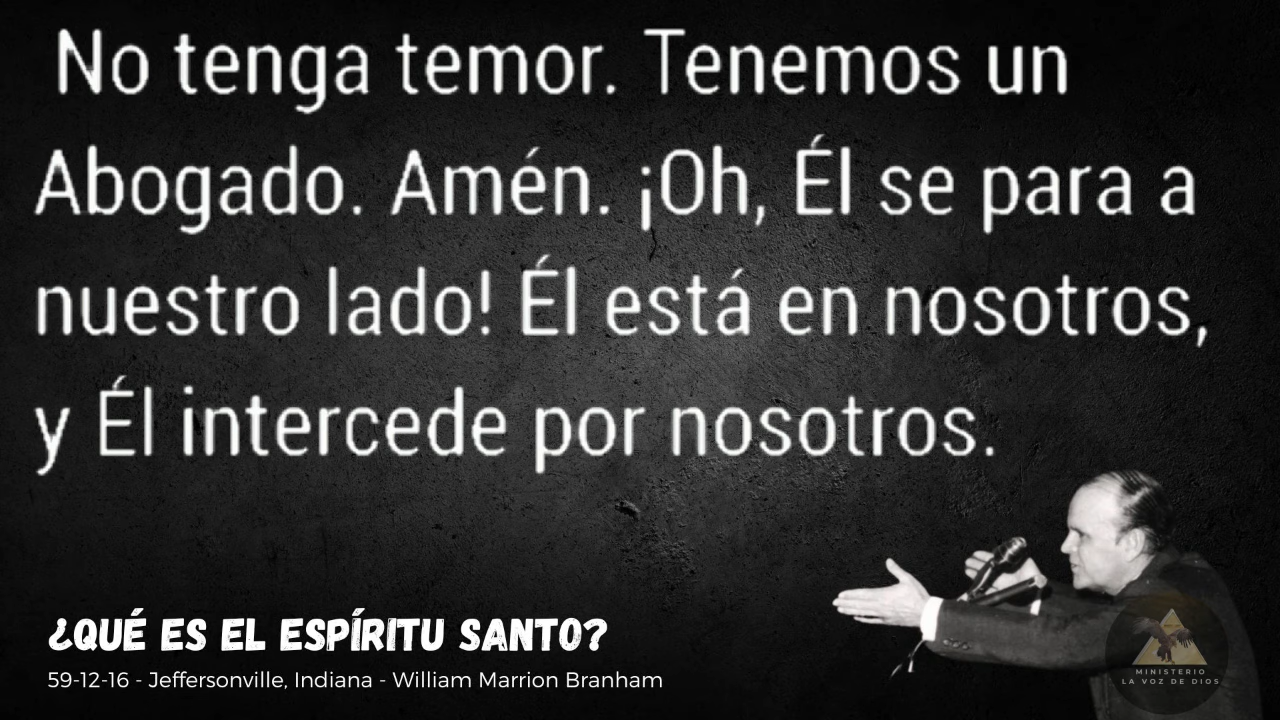 No tenga temor. Tenemos un
Abogado. Amén. ¡Oh, Él se para a
nuestro lado! Él está en nosotros,
y Él intercede por nosotros.
¿QUÉ ES EL ESPÍRITU SANTO?
59-12-16 - Jeffersonville, Indiana - William Marrion Branham
MINISTERIO
LA VOZ DE DIOS